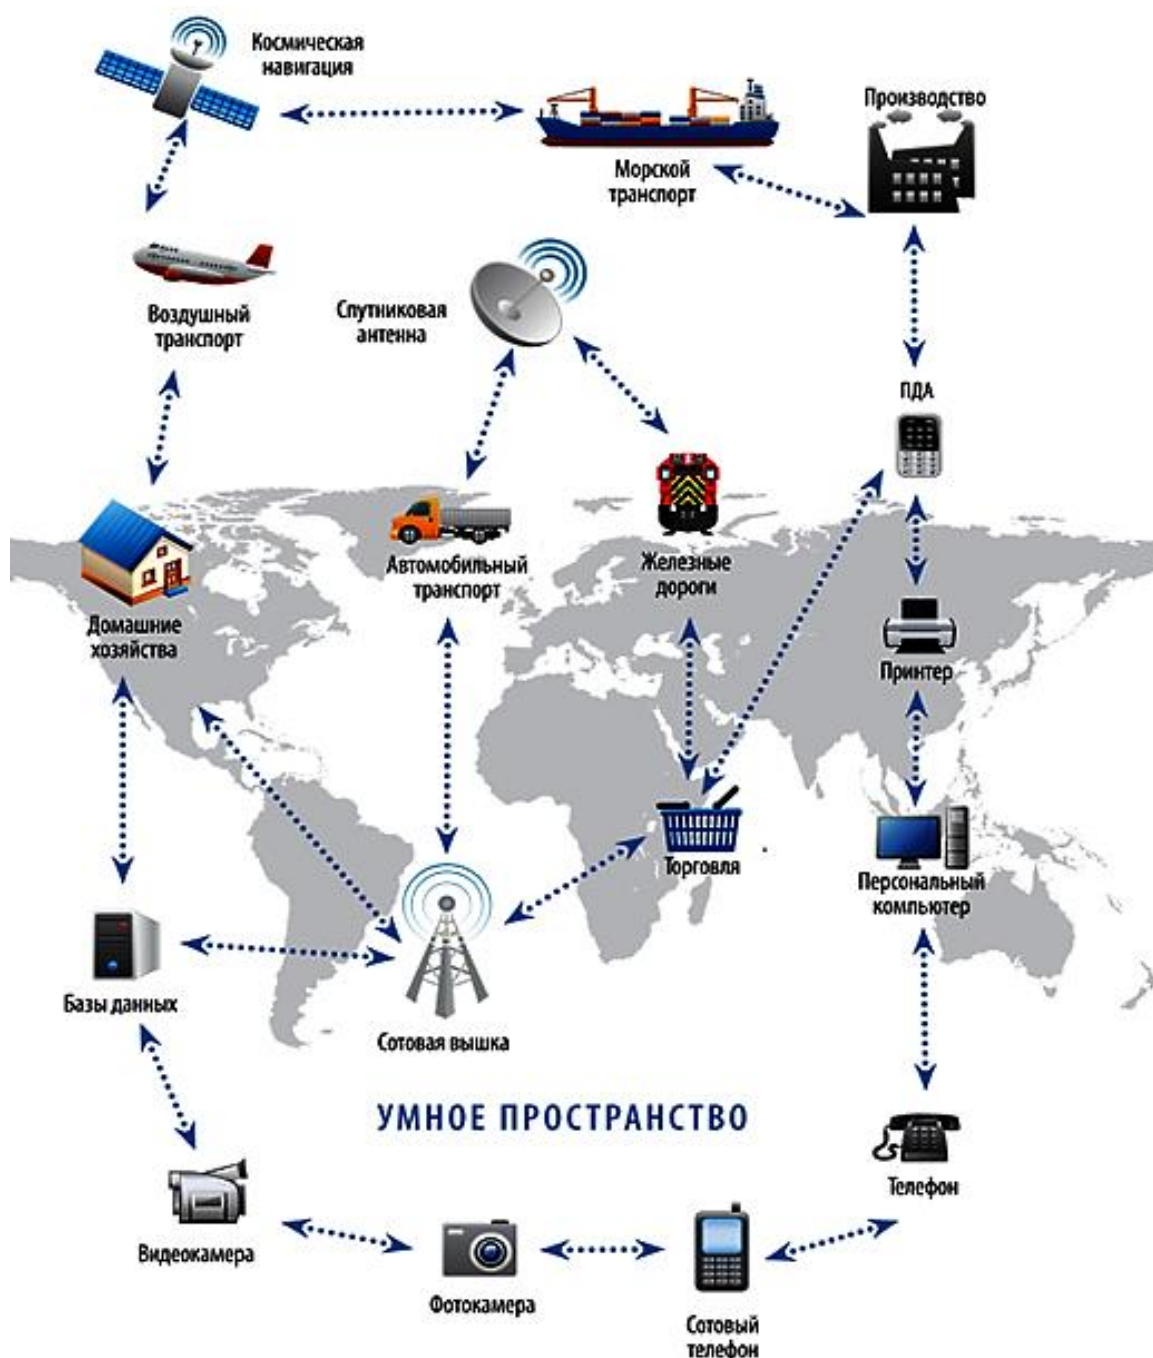 Космическая
навигация
Производство
Морской
транспорт
Воздушный
транспорт
Спутниковая
антенна
ПДА
Автомобильный
транспорт
Железные
дороги
Домашние
хозяйства
Принтер
Торговля
Персональный
компьютер
Базы данных
Сотовая вышка
УМНОЕ ПРОСТРАНСТВО
Телефон
Видеокамера
Фотокамера
Сотовый
телефон